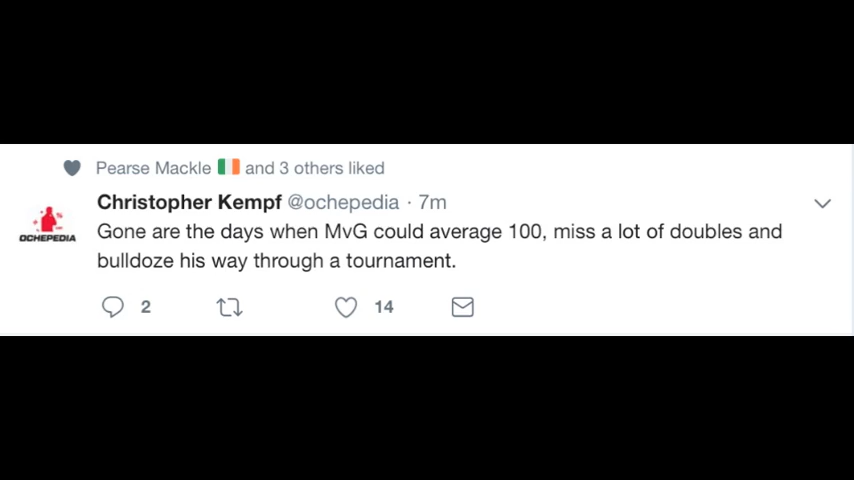 Pearse Mackle 🇮🇪 and 3 others liked
Christopher Kempf @ochepedia · 7m
Gone are the days when MvG could average 100, miss a lot of doubles and
bulldoze his way through a tournament.
OCHEPEDIA
2 14